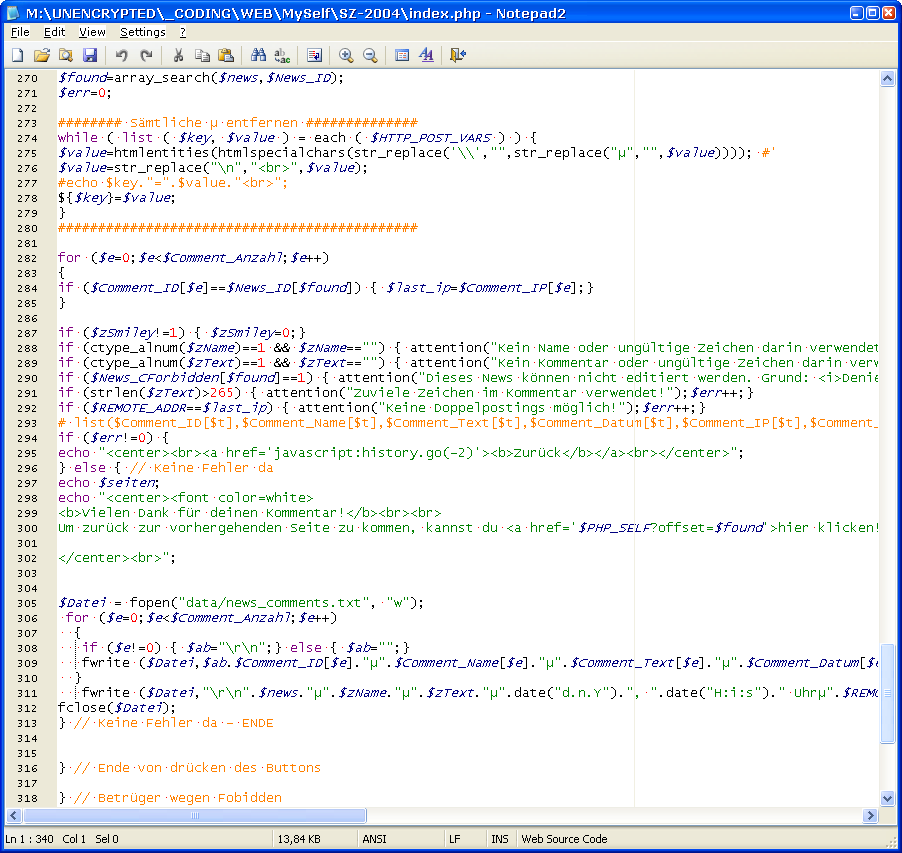 M:\UNENCRYPTED\_CODING\WEB\MySelf\SZ-2004\index.php - Notepad2
File Edit View Settings ?
270 $found=array_search($news,$News_ID);
271 $err=0;
272
273 ######## Sämtliche µ entfernen ##############
274 while ( list ( $key, $value ) = each ( $HTTP_POST_VARS ) ) {
275 $value=htmlentities(htmlspecialchars(str_replace('\\',"",str_replace("µ","",$value)))); #'
276 $value=str_replace("\n","<br>",$value);
277 #echo $key."=".$value."<br>";
278 ${$key}=$value;
279 }
280 #############################################
281
282 for ($e=0;$e<$Comment_Anzahl;$e++)
283 {
284 if ($Comment_ID[$e]==$News_ID[$found]) { $last_ip=$Comment_IP[$e];}
285 }
286
287 if ($zSmiley!=1) { $zSmiley=0;}
288 if (ctype_alnum($zName)==1 && $zName=="") { attention("Kein Name oder ungültige Zeichen darin verwendet
289 if (ctype_alnum($zText)==1 && $zText=="") { attention("Kein Kommentar oder ungültige Zeichen darin verw
290 if ($News_CForbidden[$found]==1) { attention("Dieses News können nicht editiert werden. Grund: <i>Denie
291 if (strlen($zText)>265) { attention("Zuviele Zeichen im Kommentar verwendet!");$err++;}
292 if ($REMOTE_ADDR==$last_ip) { attention("Keine Doppelpostings möglich!");$err++;}
293 # list($Comment_ID[$t],$Comment_Name[$t],$Comment_Text[$t],$Comment_Datum[$t],$Comment_IP[$t],$Comment_
294 if ($err!=0) {
295 echo "<center><br><a href='javascript:history.go(-2)'><b>Zurück</b></a><br></center>";
296 } else { // Keine Fehler da
297 echo $seiten;
298 echo "<center><font color=white>
299 <b>Vielen Dank für deinen Kommentar!</b><br><br>
300 Um zurück zur vorhergehenden Seite zu kommen, kannst du <a href='$PHP_SELF?offset=$found'>hier klicken!
301
302 </center><br>";
303
304
305 $Datei = fopen("data/news_comments.txt", "w");
306 for ($e=0;$e<$Comment_Anzahl;$e++)
307 {
308 if ($e!=0) { $ab="\r\n";} else { $ab="";}
309 fwrite ($Datei,$ab.$Comment_ID[$e]."µ".$Comment_Name[$e]."µ".$Comment_Text[$e]."µ".$Comment_Datum[$e
310 }
311 fwrite ($Datei,"\r\n".$news."µ".$zName."µ".$zText."µ".date("d.n.Y").", ".date("H:i:s")." Uhrµ".$REMO
312 fclose($Datei);
313 } // Keine Fehler da - ENDE
314
315
316 } // Ende von drücken des Buttons
317
318 } // Betrüger wegen Fobidden
Ln 1 : 340 Col 1 Sel 0 13,84 KB ANSI LF INS Web Source Code